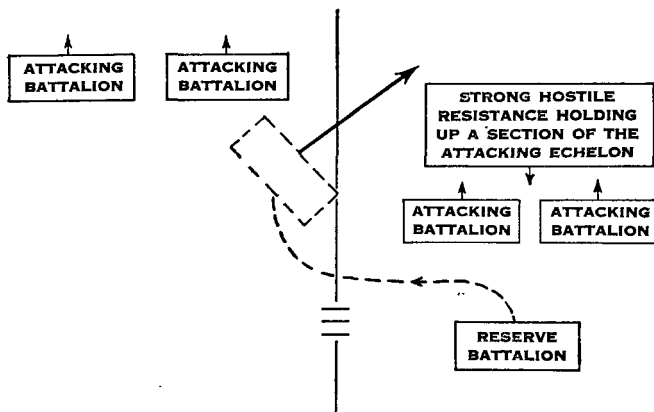 ATTACKING
BATTALION
ATTACKING
BATTALION
STRONG HOSTILE
RESISTANCE HOLDING
UP A SECTION OF THE
ATTACKING ECHELON
ATTACKING
BATTALION
ATTACKING
BATTALION
RESERVE
BATTALION